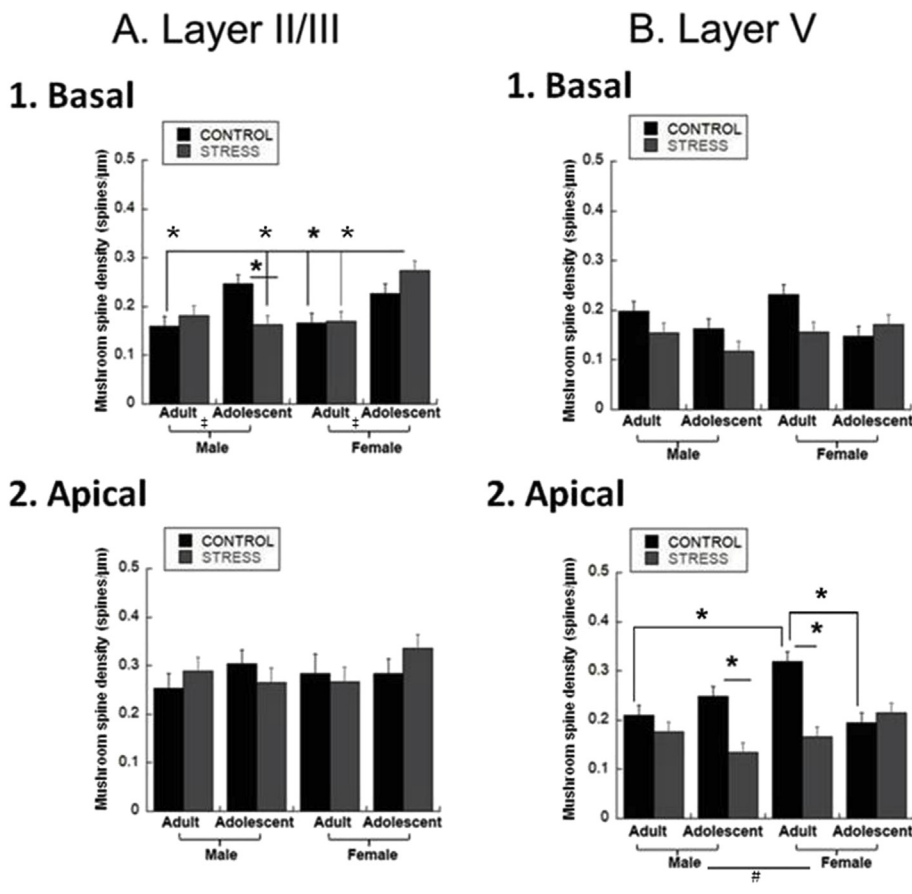 A. Layer II/III
1. Basal
CONTROL
STRESS
Mushroom spine density (spines/µm)
0.5
0.4
0.3
0.2
0.1
0
* * * *
*
Adult Adolescent Adult Adolescent
‡ ‡
Male Female
2. Apical
CONTROL
STRESS
Mushroom spine density (spines/µm)
0.5
0.4
0.3
0.2
0.1
0
Adult Adolescent Adult Adolescent
Male Female
B. Layer V
1. Basal
CONTROL
STRESS
Mushroom spine density (spines/µm)
0.5
0.4
0.3
0.2
0.1
0
Adult Adolescent Adult Adolescent
Male Female
2. Apical
CONTROL
STRESS
Mushroom spine density (spines/µm)
0.5
0.4
0.3
0.2
0.1
0
*
* *
*
Adult Adolescent Adult Adolescent
Male Female
#